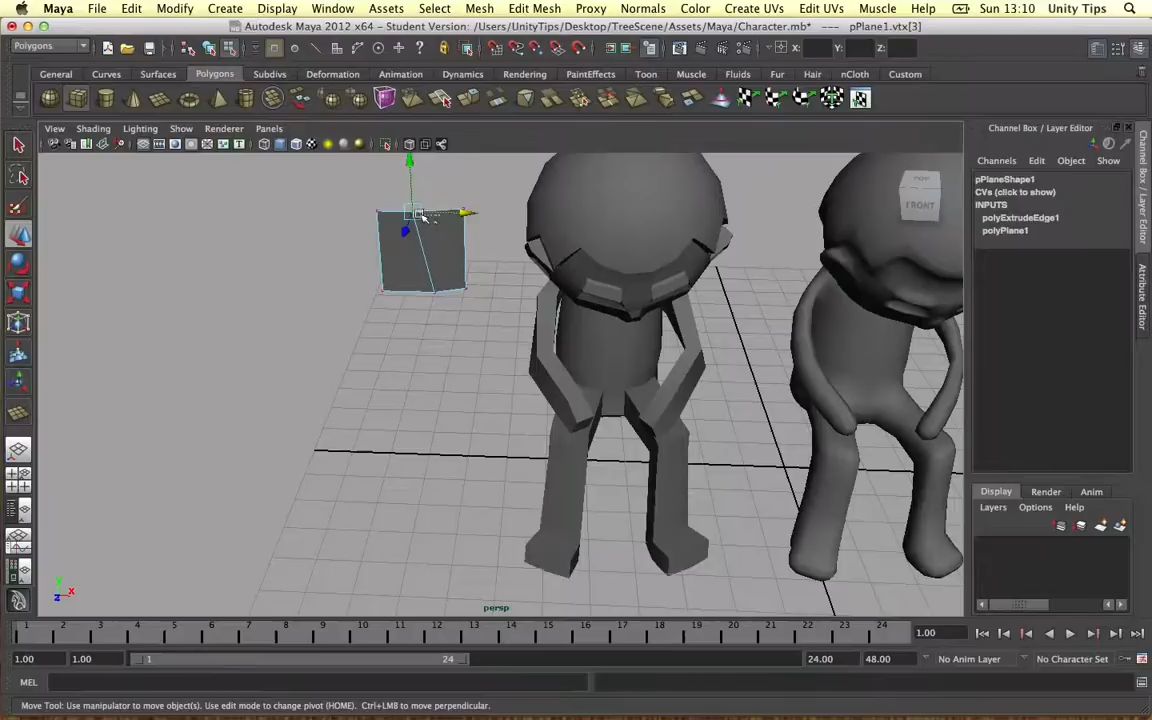 Maya File Edit Modify Create Display Window Assets Select Mesh Edit Mesh Proxy Normals Color Create UVs Edit UVs Muscle Help Sun 13:10 Unity Tips
Autodesk Maya 2012 x64 - Student Version: /Users/UnityTips/Desktop/TreeScene/Assets/Maya/Character.mb* --- pPlane1.vtx[3]
Polygons X: Y: Z:
General Curves Surfaces Polygons Subdivs Deformation Animation Dynamics Rendering PaintEffects Toon Muscle Fluids Fur Hair nCloth Custom
View Shading Lighting Show Renderer Panels
Channel Box / Layer Editor
Channels Edit Object Show
pPlaneShape1
CVs (click to show)
INPUTS
polyExtrudeEdge1
polyPlane1
FRONT
Channel Box / Layer Editor
Attribute Editor
Display Render Anim
Layers Options Help
y
x
z
persp
1 2 3 4 5 6 7 8 9 10 11 12 13 14 15 16 17 18 19 20 21 22 23 24 1.00
1.00 1.00 1 24 24.00 48.00 No Anim Layer No Character Set
MEL
Move Tool: Use manipulator to move object(s). Use edit mode to change pivot (HOME). Ctrl+LMB to move perpendicular.